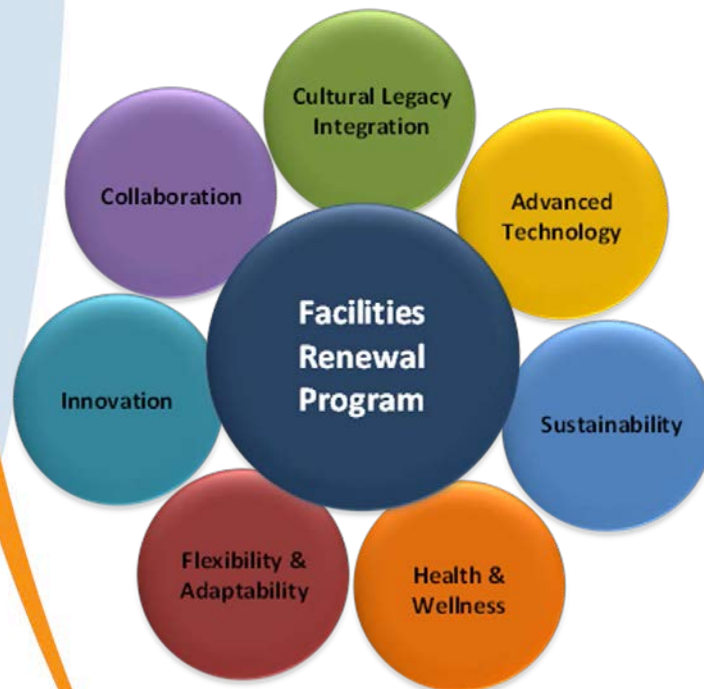 Cultural Legacy
Integration
Collaboration
Advanced
Technology
Facilities
Renewal
Program
Innovation
Sustainability
Flexibility &
Adaptability
Health &
Wellness